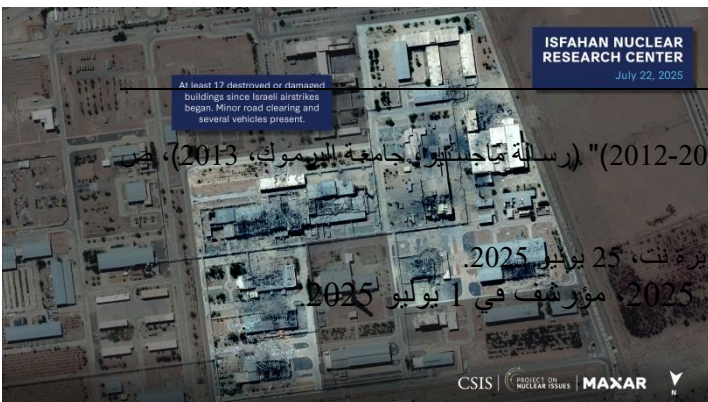 ISFAHAN NUCLEAR
RESEARCH CENTER
July 22, 2025
At least 17 destroyed or damaged
buildings since Israeli airstrikes
began. Minor road clearing and
several vehicles present.
2012-20)" (رسالة ماجستير، جامعة اليرموك، 2013)، ص
يرة نت، 25 يونيو 2025.
2025، مؤرشف في 1 يوليو 2025.
CSIS | PROJECT ON NUCLEAR ISSUES | MAXAR
N